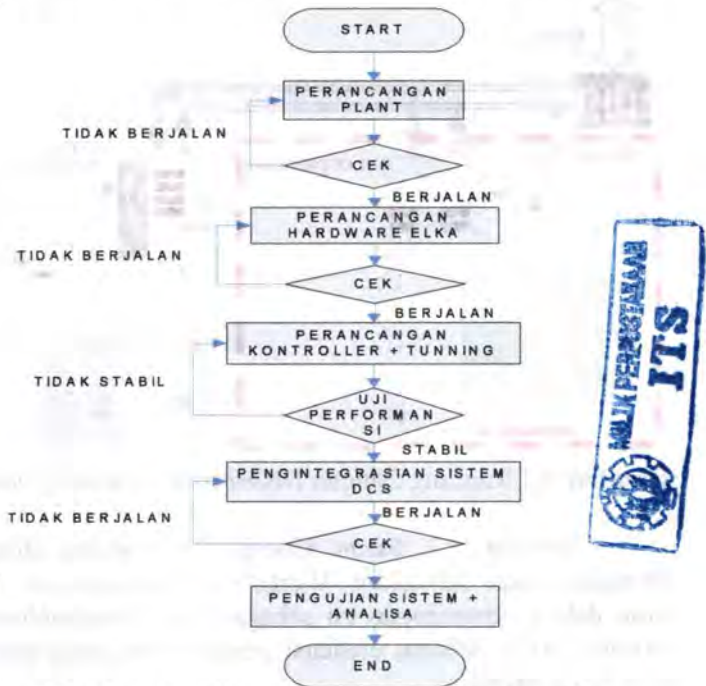 START
PERANCANGAN
PLANT
TIDAK BERJALAN
CEK
BERJALAN
PERANCANGAN
HARDWARE ELKA
TIDAK BERJALAN
CEK
BERJALAN
PERANCANGAN
KONTROLLER + TUNNING
TIDAK STABIL
UJI
PERFORMAN
SI
STABIL
PENGINTEGRASIAN SISTEM
DCS
BERJALAN
TIDAK BERJALAN
CEK
PENGUJIAN SISTEM +
ANALISA
END
MILIK PERPUSTAKAAN
ITS